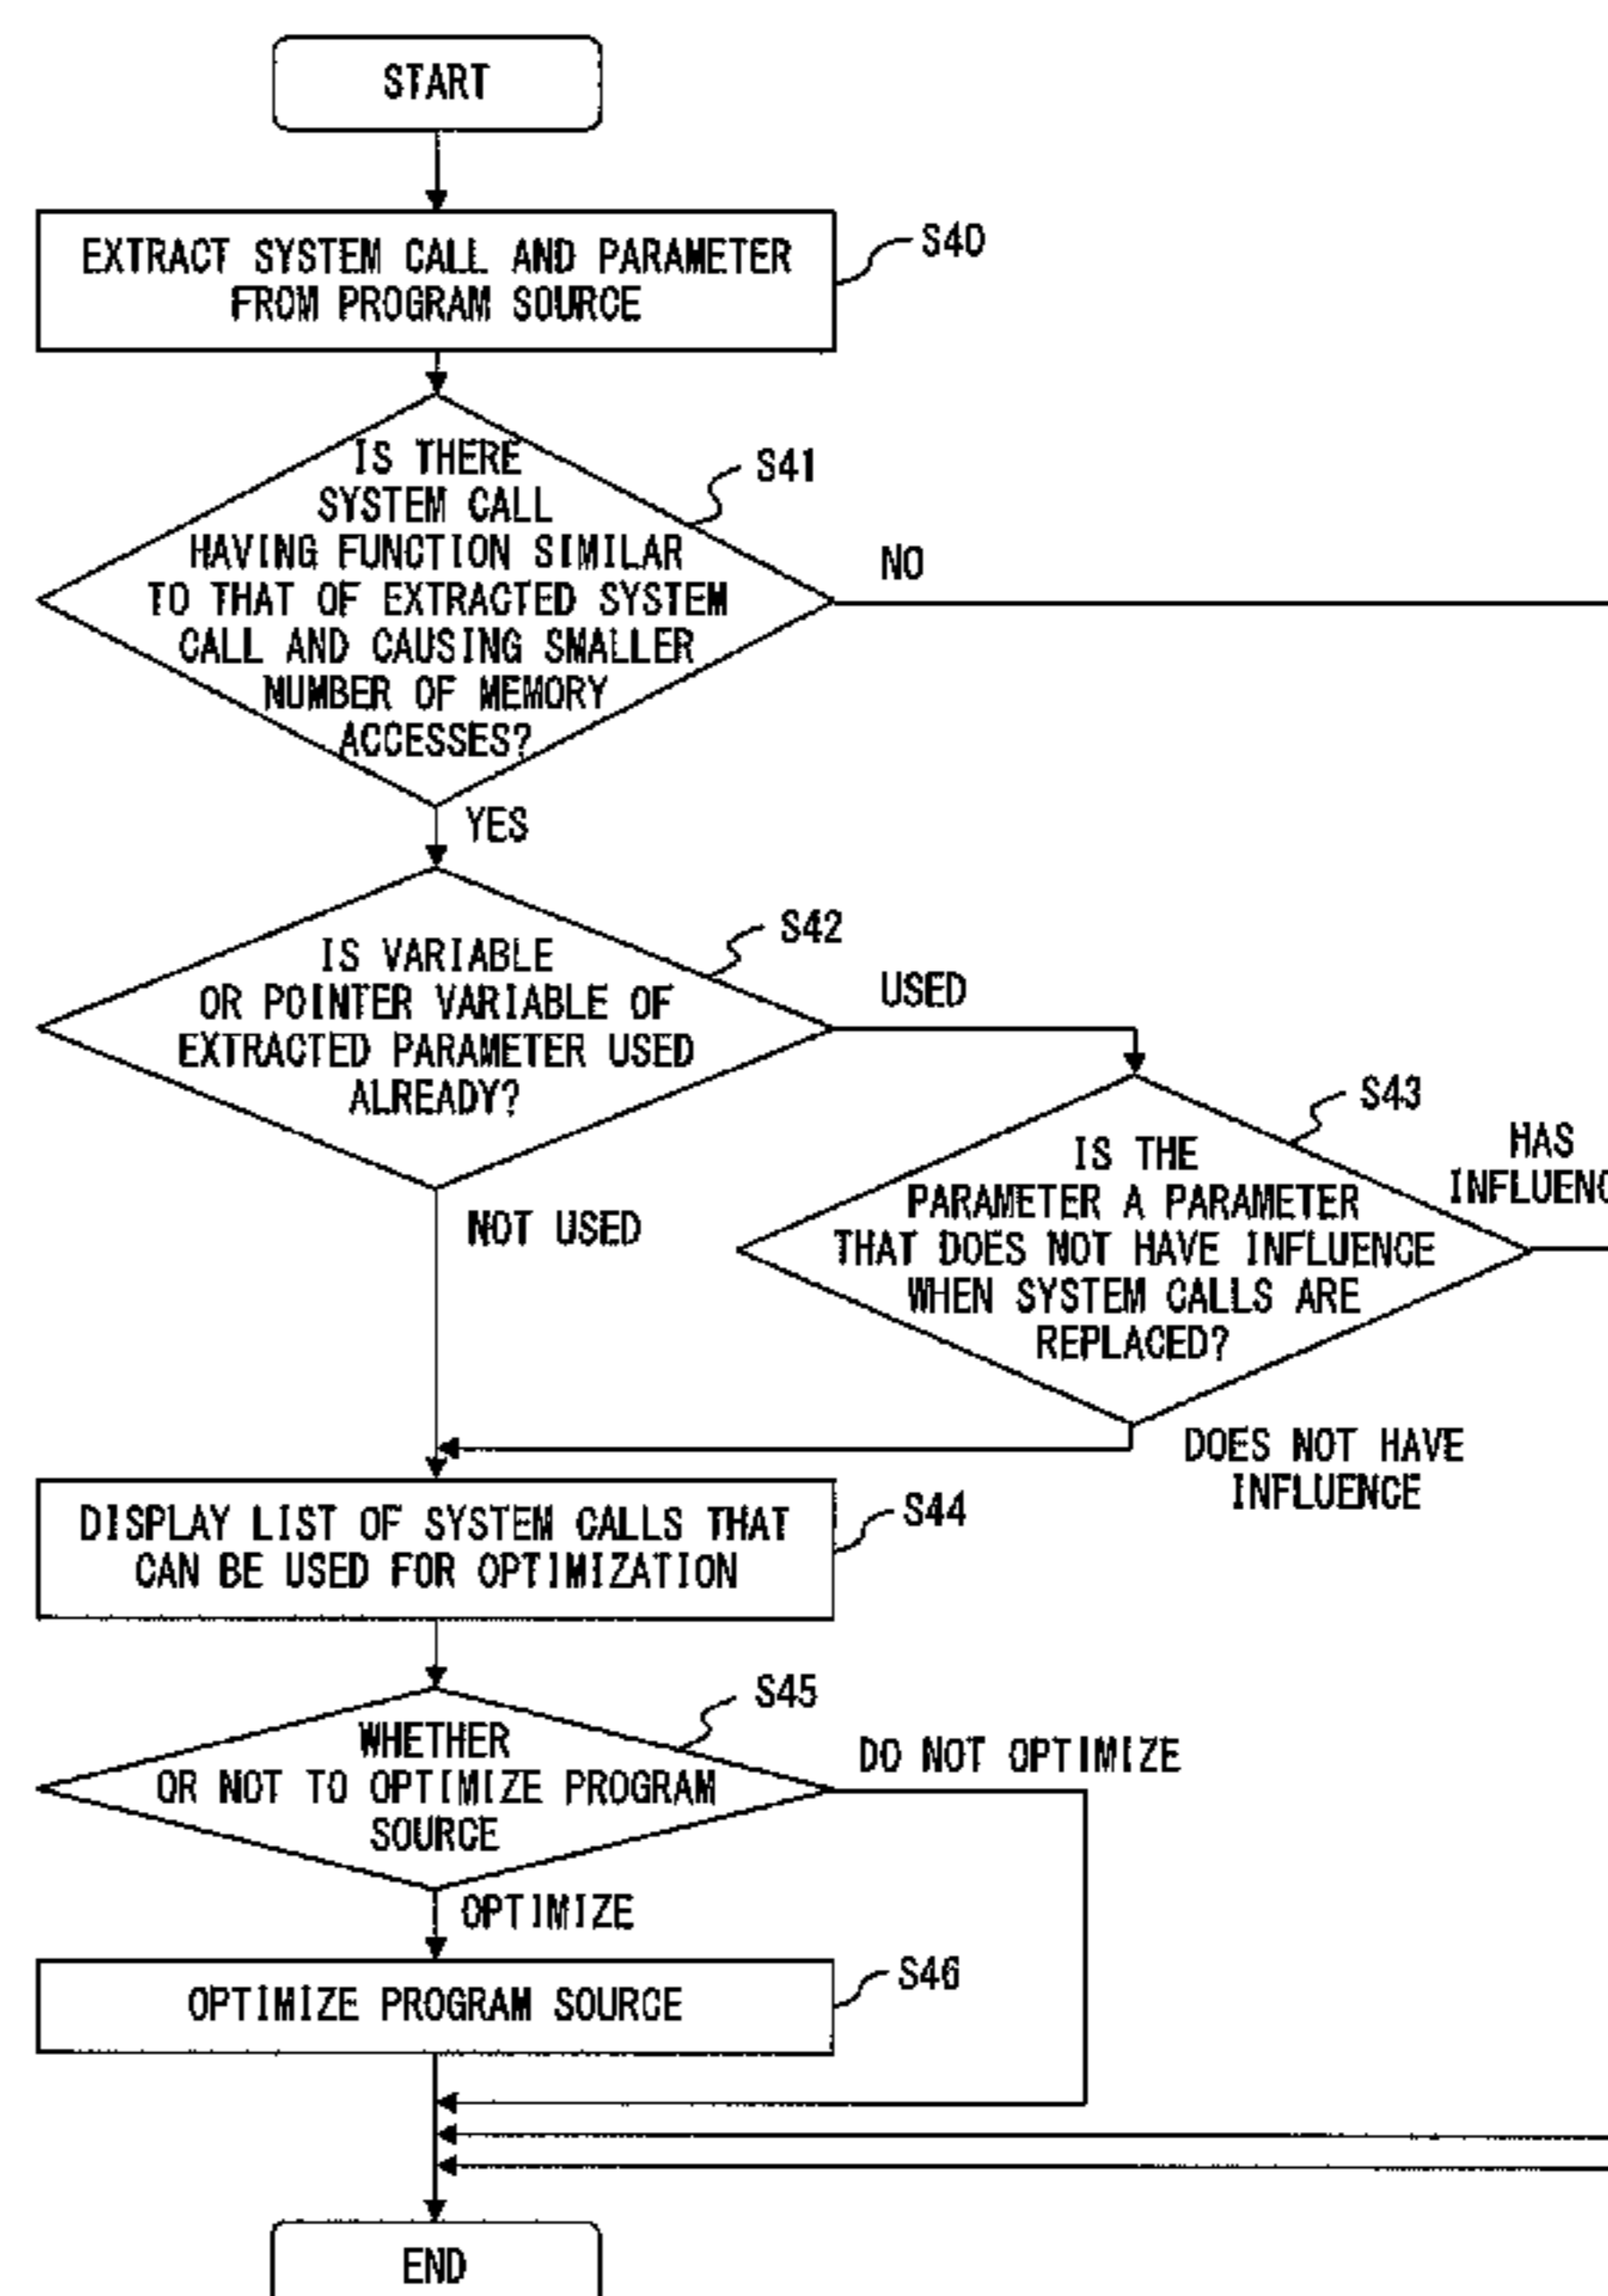 START
EXTRACT SYSTEM CALL AND PARAMETER
FROM PROGRAM SOURCE
S40
IS THERE
SYSTEM CALL
HAVING FUNCTION SIMILAR
TO THAT OF EXTRACTED SYSTEM
CALL AND CAUSING SMALLER
NUMBER OF MEMORY
ACCESSES?
S41
NO
YES
IS VARIABLE
OR POINTER VARIABLE OF
EXTRACTED PARAMETER USED
ALREADY?
S42
USED
NOT USED
IS THE
PARAMETER A PARAMETER
THAT DOES NOT HAVE INFLUENCE
WHEN SYSTEM CALLS ARE
REPLACED?
S43
HAS
DOES NOT HAVE
INFLUENCE
DISPLAY LIST OF SYSTEM CALLS THAT
CAN BE USED FOR OPTIMIZATION
S44
WHETHER
OR NOT TO OPTIMIZE PROGRAM
SOURCE
S45
DO NOT OPTIMIZE
OPTIMIZE
OPTIMIZE PROGRAM SOURCE
S46
END